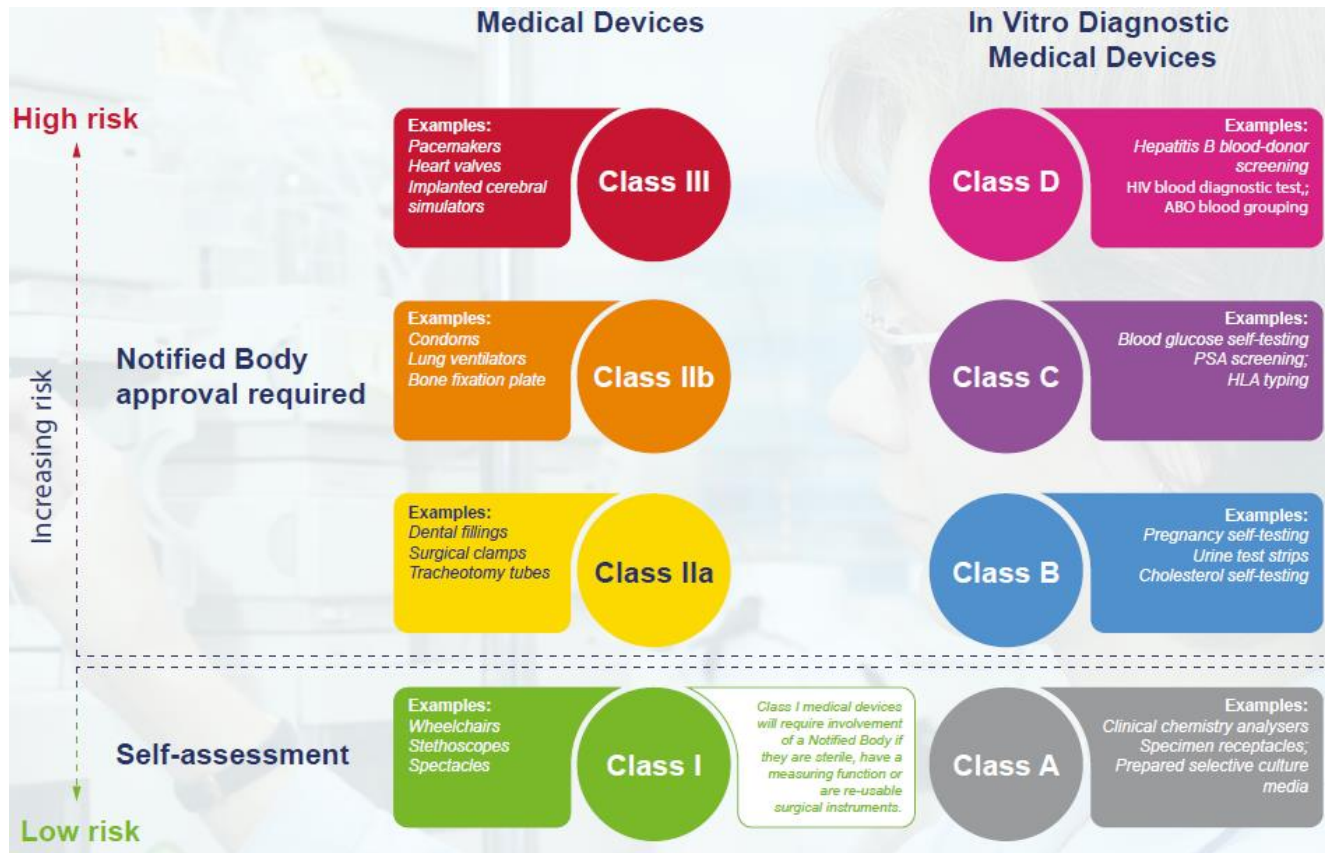 Medical Devices
In Vitro Diagnostic
Medical Devices
High risk
Increasing risk
Examples:
Pacemakers
Heart valves
Implanted cerebral
simulators
Class III
Class D
Examples:
Hepatitis B blood-donor
screening
HIV blood diagnostic test,;
ABO blood grouping
Notified Body
approval required
Examples:
Condoms
Lung ventilators
Bone fixation plate
Class IIb
Class C
Examples:
Blood glucose self-testing
PSA screening;
HLA typing
Examples:
Dental fillings
Surgical clamps
Tracheotomy tubes
Class IIa
Class B
Examples:
Pregnancy self-testing
Urine test strips
Cholesterol self-testing
Self-assessment
Examples:
Wheelchairs
Stethoscopes
Spectacles
Class I
Class I medical devices
will require involvement
of a Notified Body if
they are sterile, have a
measuring function or
are re-usable
surgical instruments.
Class A
Examples:
Clinical chemistry analysers
Specimen receptacles;
Prepared selective culture
media
Low risk